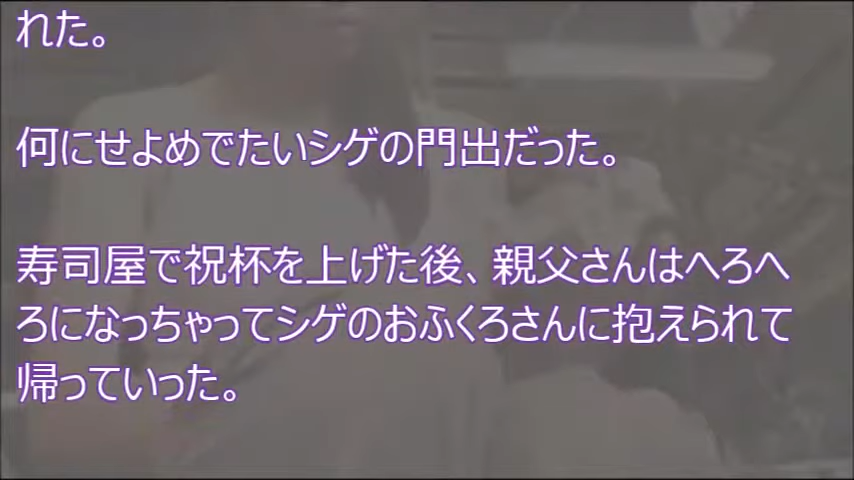 れた。
何にせよめでたいシゲの門出だった。
寿司屋で祝杯を上げた後、親父さんはへろへ
ろになっちゃってシゲのおふくろさんに抱えられて
帰っていった。